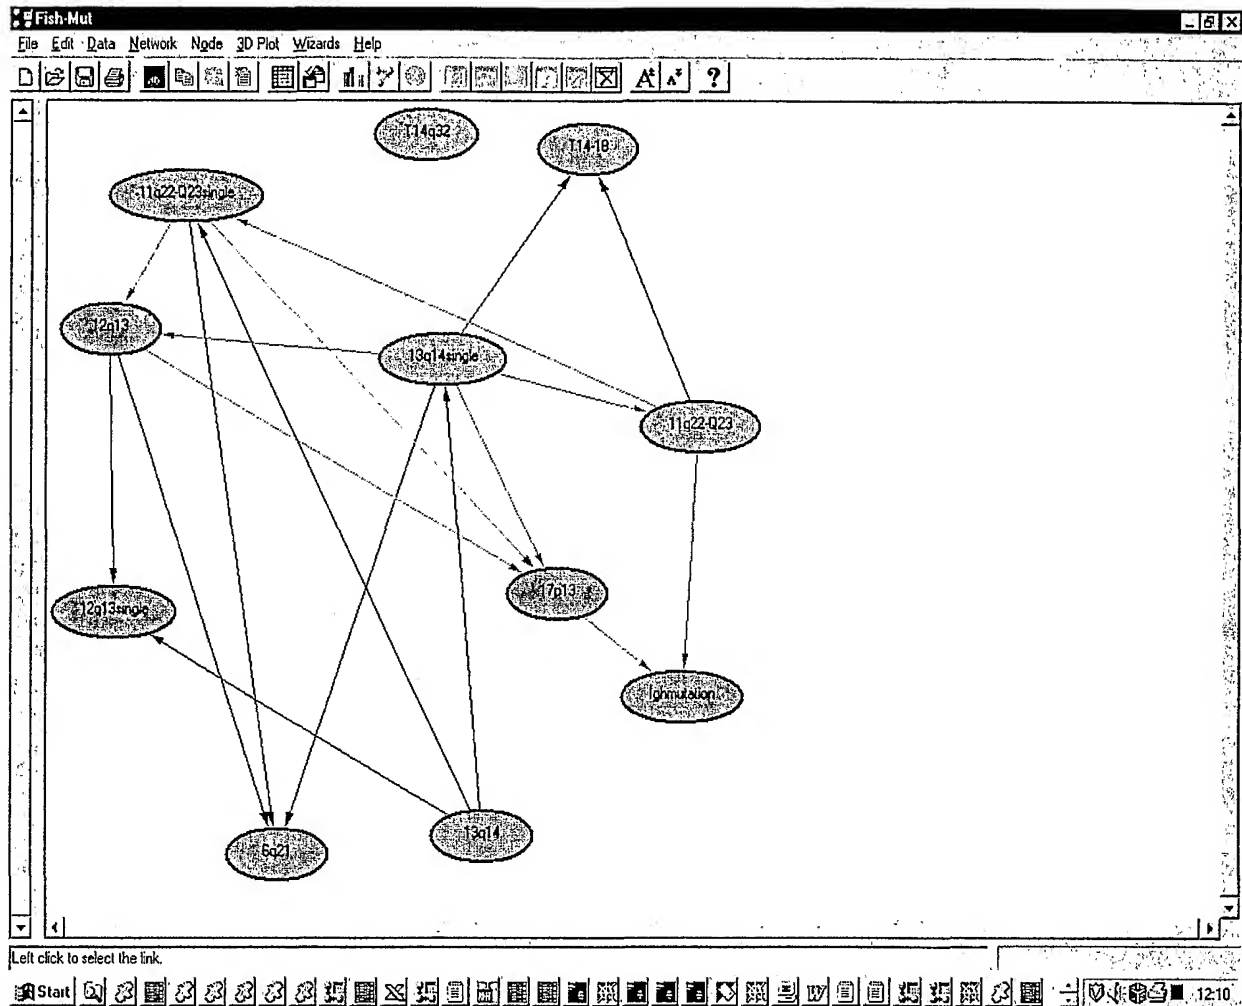 Fish-Mut
File Edit Data Network Node 3D Plot Wizards Help
T14q32
T14-18
11q22-Q23single
12q13
13q14single
11q22-Q23
17p13
12q13single
Ighmutation
6q21
13q14
Left click to select the link.
Start 12:10